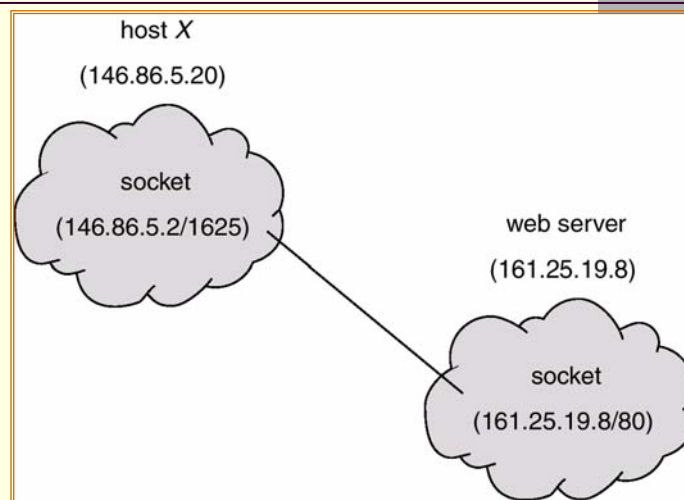 host X
(146.86.5.20)
socket
(146.86.5.2/1625)
web server
(161.25.19.8)
socket
(161.25.19.8/80)